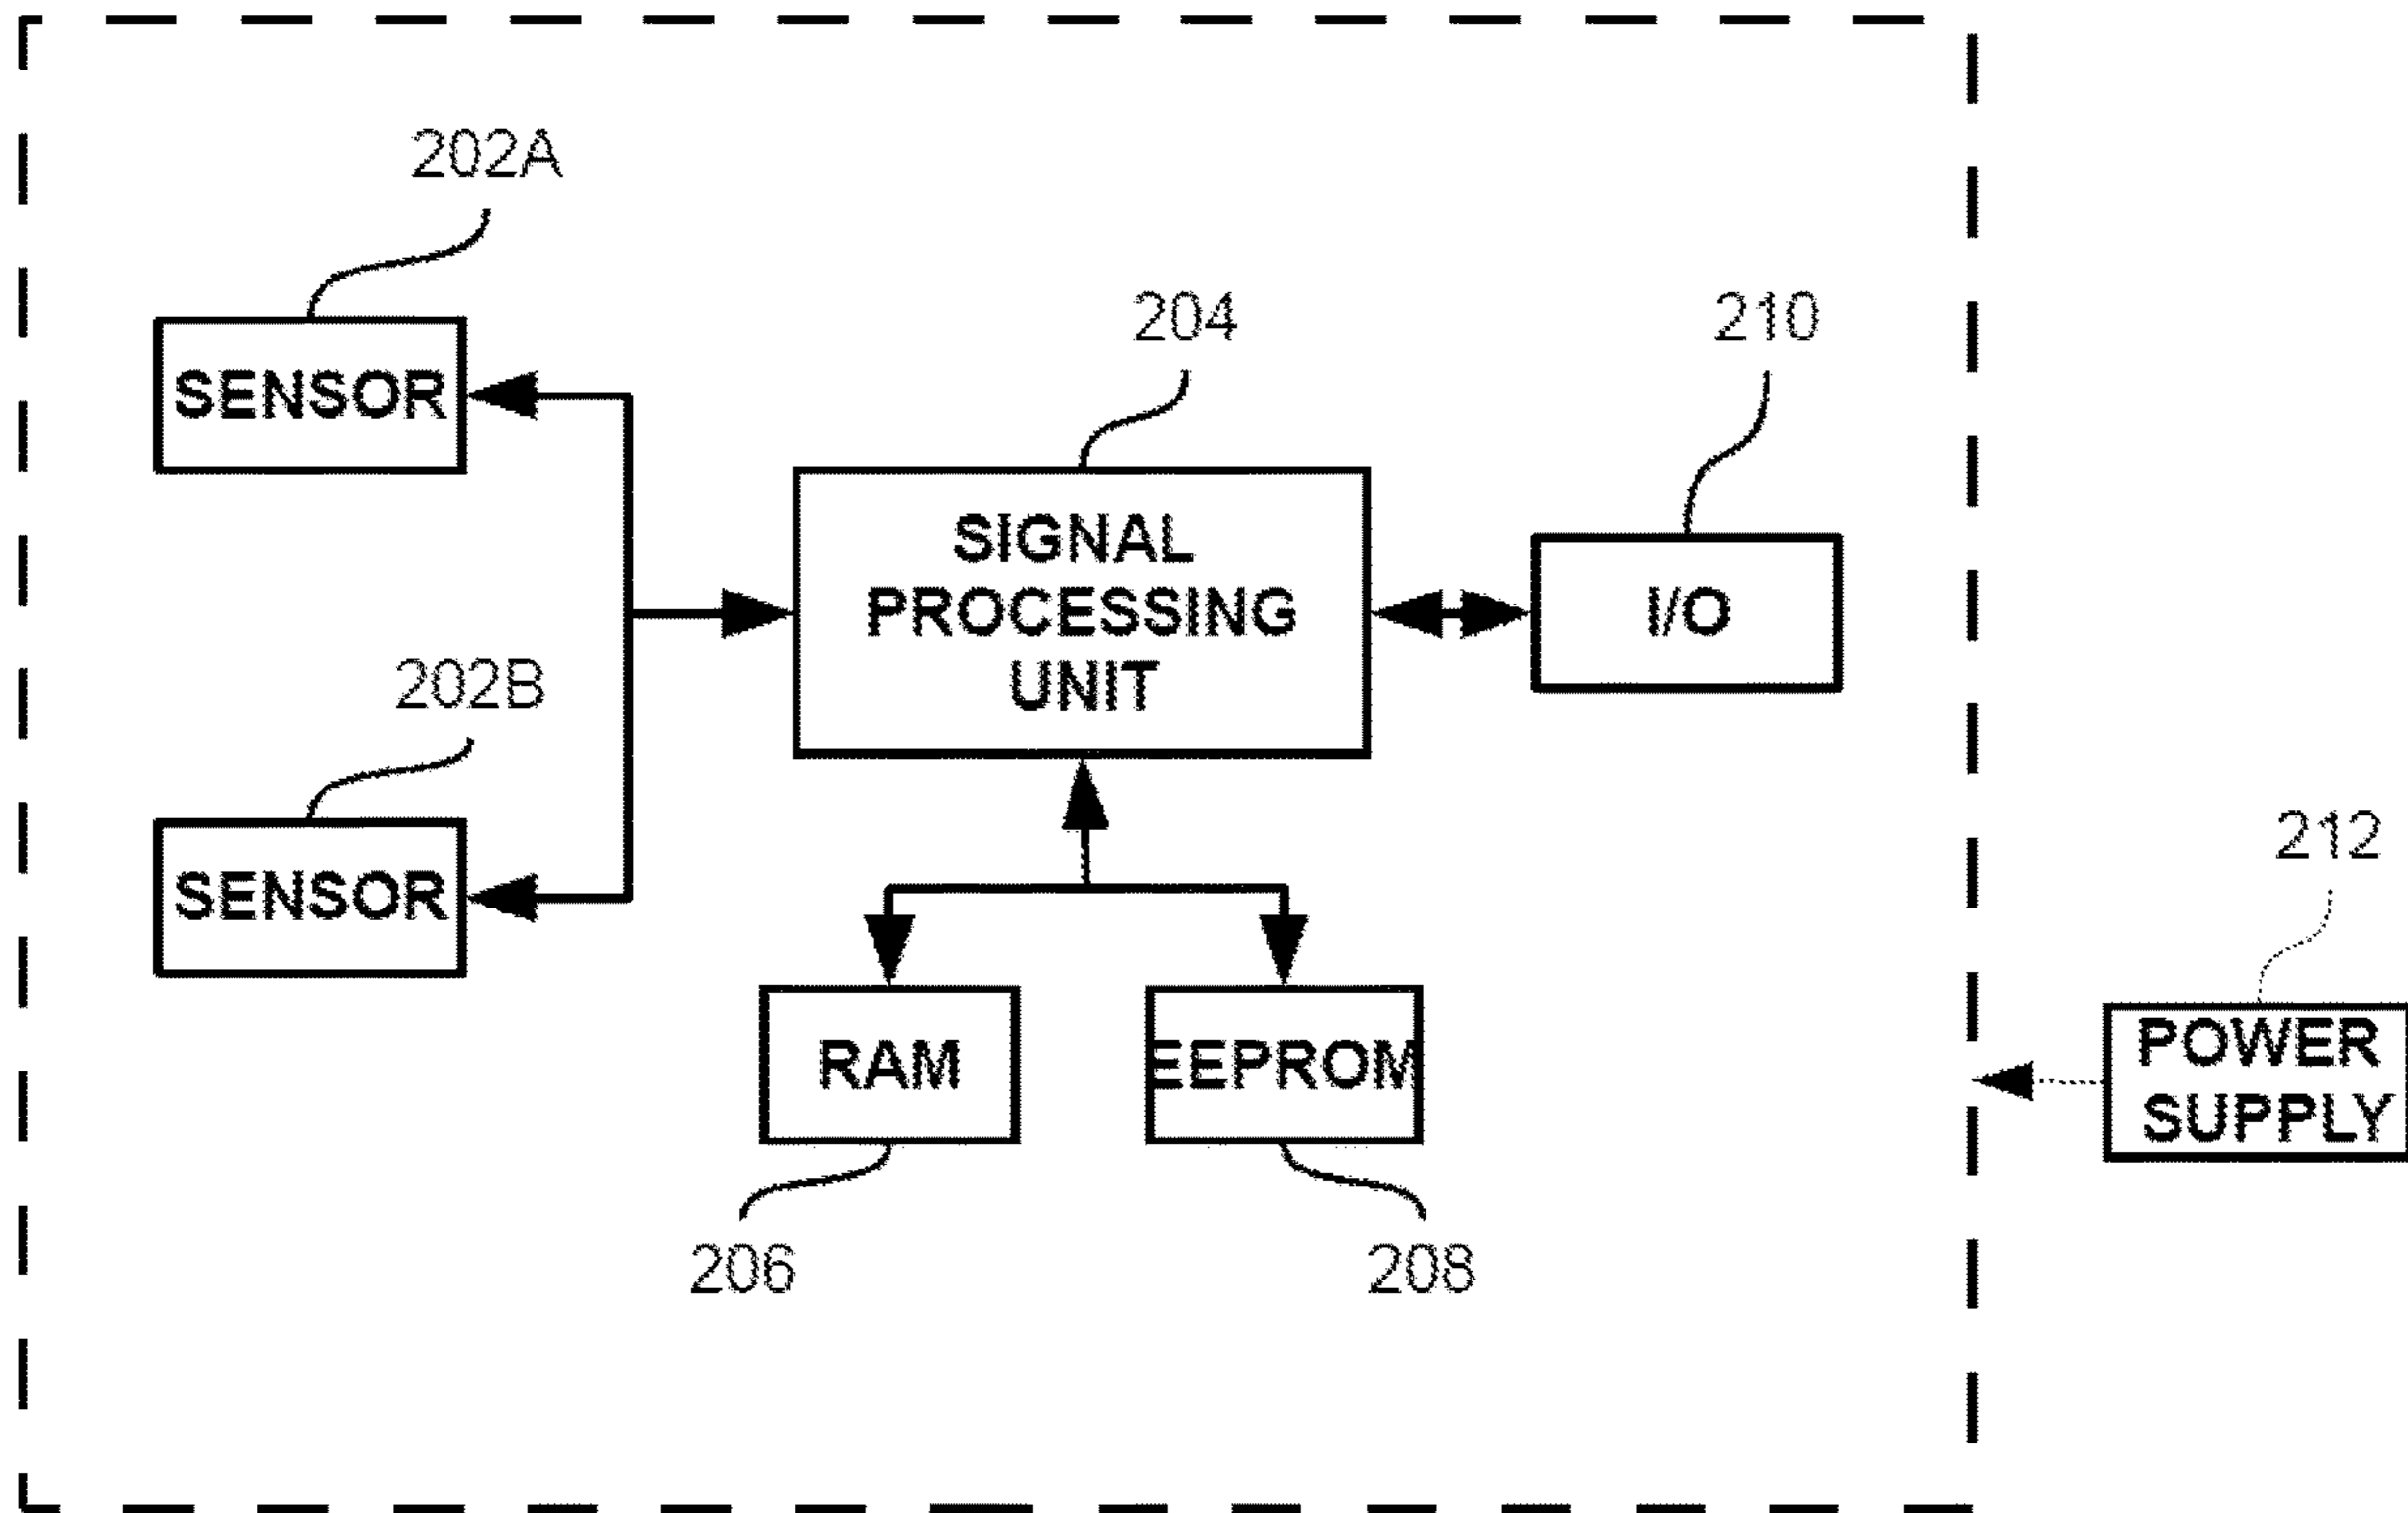 202A
SENSOR
204
SIGNAL
PROCESSING
UNIT
210
I/O
202B
SENSOR
RAM
206
EEPROM
208
212
POWER
SUPPLY